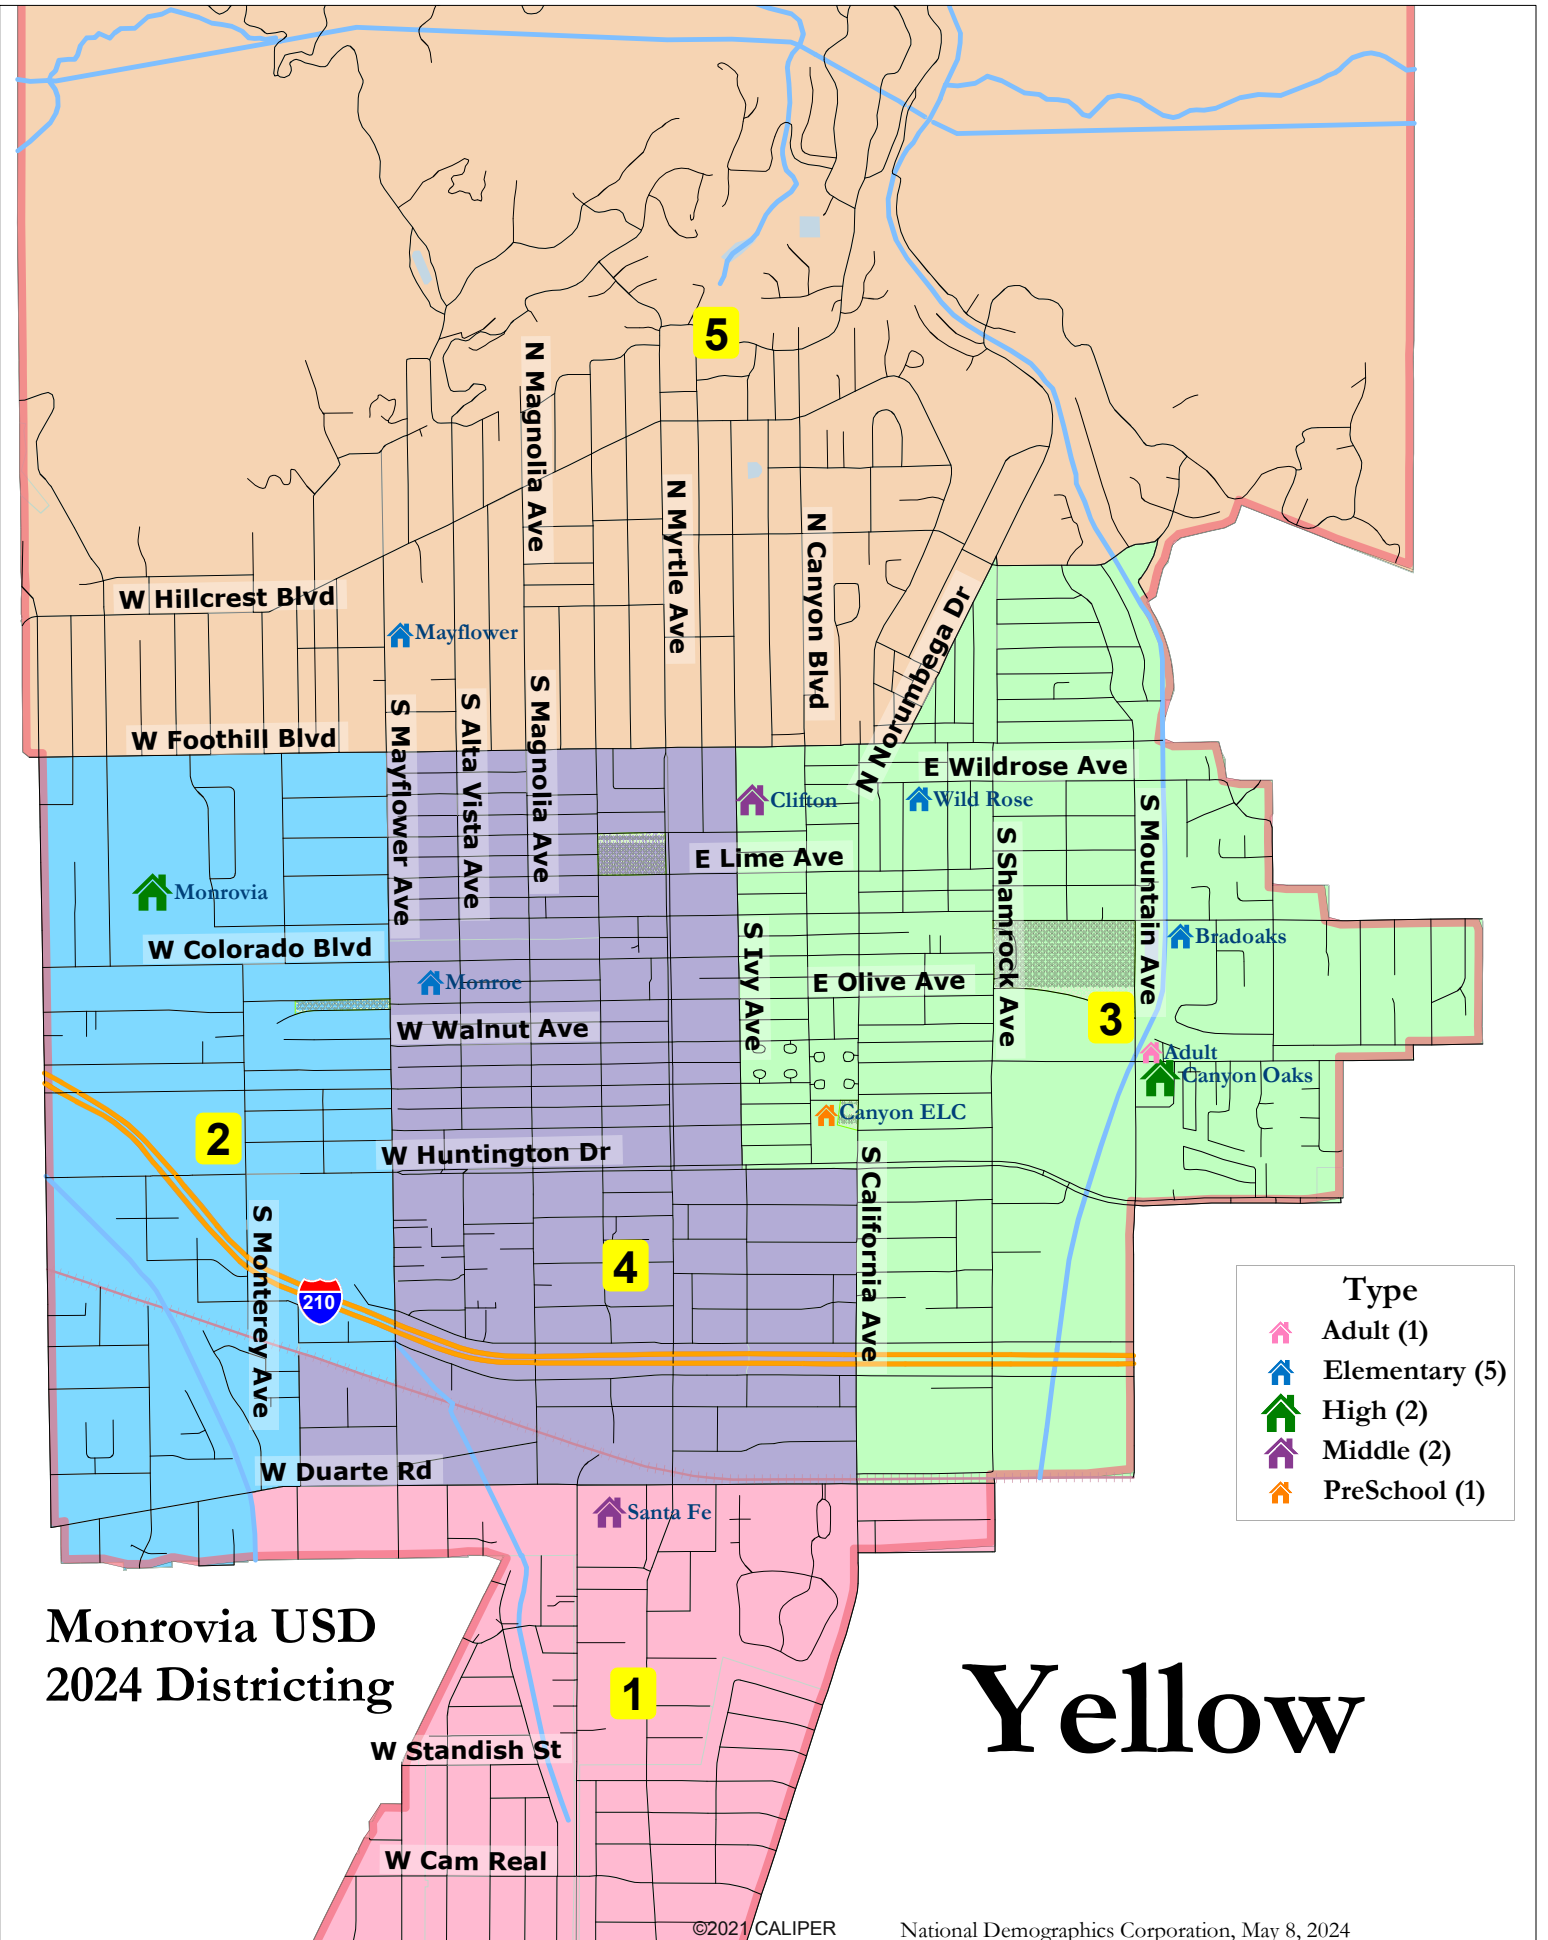 5
N Magnolia Ave
N Myrtle Ave
N Canyon Blvd
W Hillcrest Blvd
Mayflower
N Norumbega Dr
W Foothill Blvd
S Mayflower Ave
S Alta Vista Ave
S Magnolia Ave
E Wildrose Ave
Clifton
Wild Rose
S Mountain Ave
S Shamrock Ave
E Lime Ave
Monrovia
W Colorado Blvd
S Ivy Ave
Bradoaks
Monroe
E Olive Ave
W Walnut Ave
3
Adult
Canyon Oaks
Canyon ELC
2
W Huntington Dr
S California Ave
S Monterey Ave
4
210
W Duarte Rd
Santa Fe
Type
Adult (1)
Elementary (5)
High (2)
Middle (2)
PreSchool (1)
Monrovia USD
2024 Districting
1
Yellow
W Standish St
W Cam Real
©2021 CALIPER
National Demographics Corporation, May 8, 2024